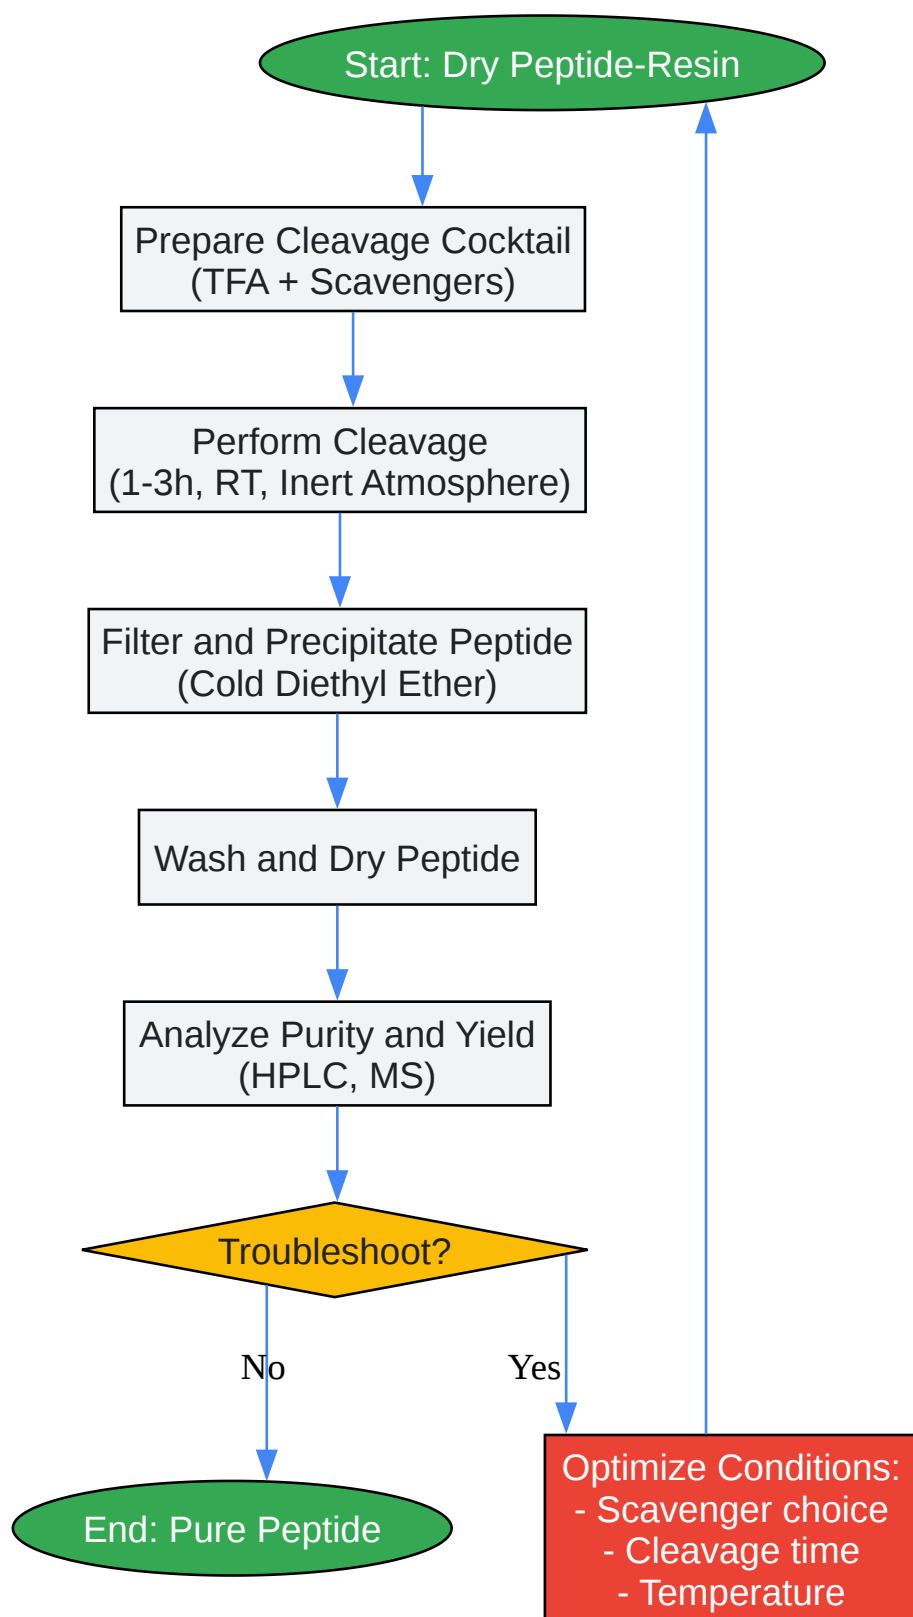 Start: Dry Peptide-Resin
Prepare Cleavage Cocktail
(TFA + Scavengers)
Perform Cleavage
(1-3h, RT, Inert Atmosphere)
Filter and Precipitate Peptide
(Cold Diethyl Ether)
Wash and Dry Peptide
Analyze Purity and Yield
(HPLC, MS)
Troubleshoot?
No
Yes
End: Pure Peptide
Optimize Conditions:
- Scavenger choice
- Cleavage time
- Temperature